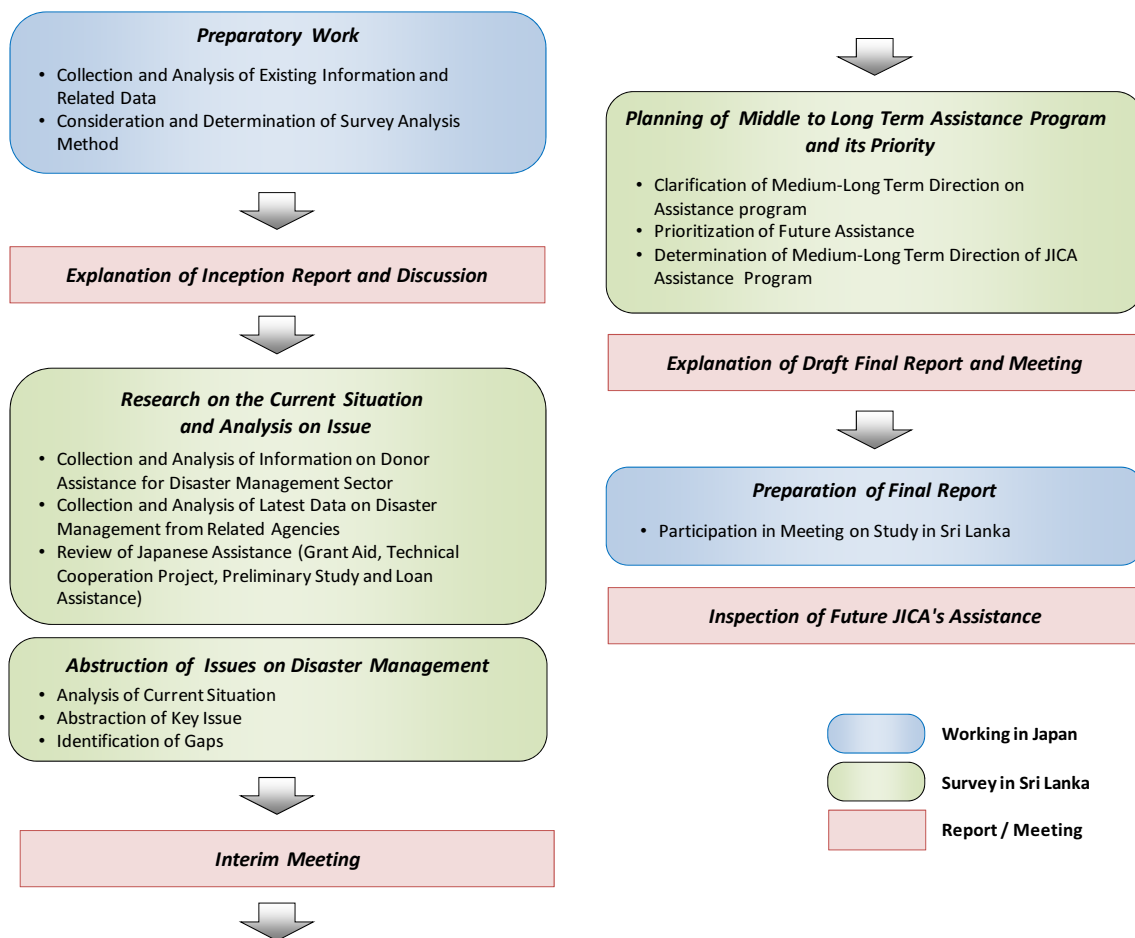 Preparatory Work
• Collection and Analysis of Existing Information and
Related Data
• Consideration and Determination of Survey Analysis
Method
Explanation of Inception Report and Discussion
Research on the Current Situation
and Analysis on Issue
• Collection and Analysis of Information on Donor
Assistance for Disaster Management Sector
• Collection and Analysis of Latest Data on Disaster
Management from Related Agencies
• Review of Japanese Assistance (Grant Aid, Technical
Cooperation Project, Preliminary Study and Loan
Assistance)
Abstruction of Issues on Disaster Management
• Analysis of Current Situation
• Abstraction of Key Issue
• Identification of Gaps
Interim Meeting
Planning of Middle to Long Term Assistance Program
and its Priority
• Clarification of Medium-Long Term Direction on
Assistance program
• Prioritization of Future Assistance
• Determination of Medium-Long Term Direction of JICA
Assistance Program
Explanation of Draft Final Report and Meeting
Preparation of Final Report
• Participation in Meeting on Study in Sri Lanka
Inspection of Future JICA's Assistance
Working in Japan
Survey in Sri Lanka
Report / Meeting